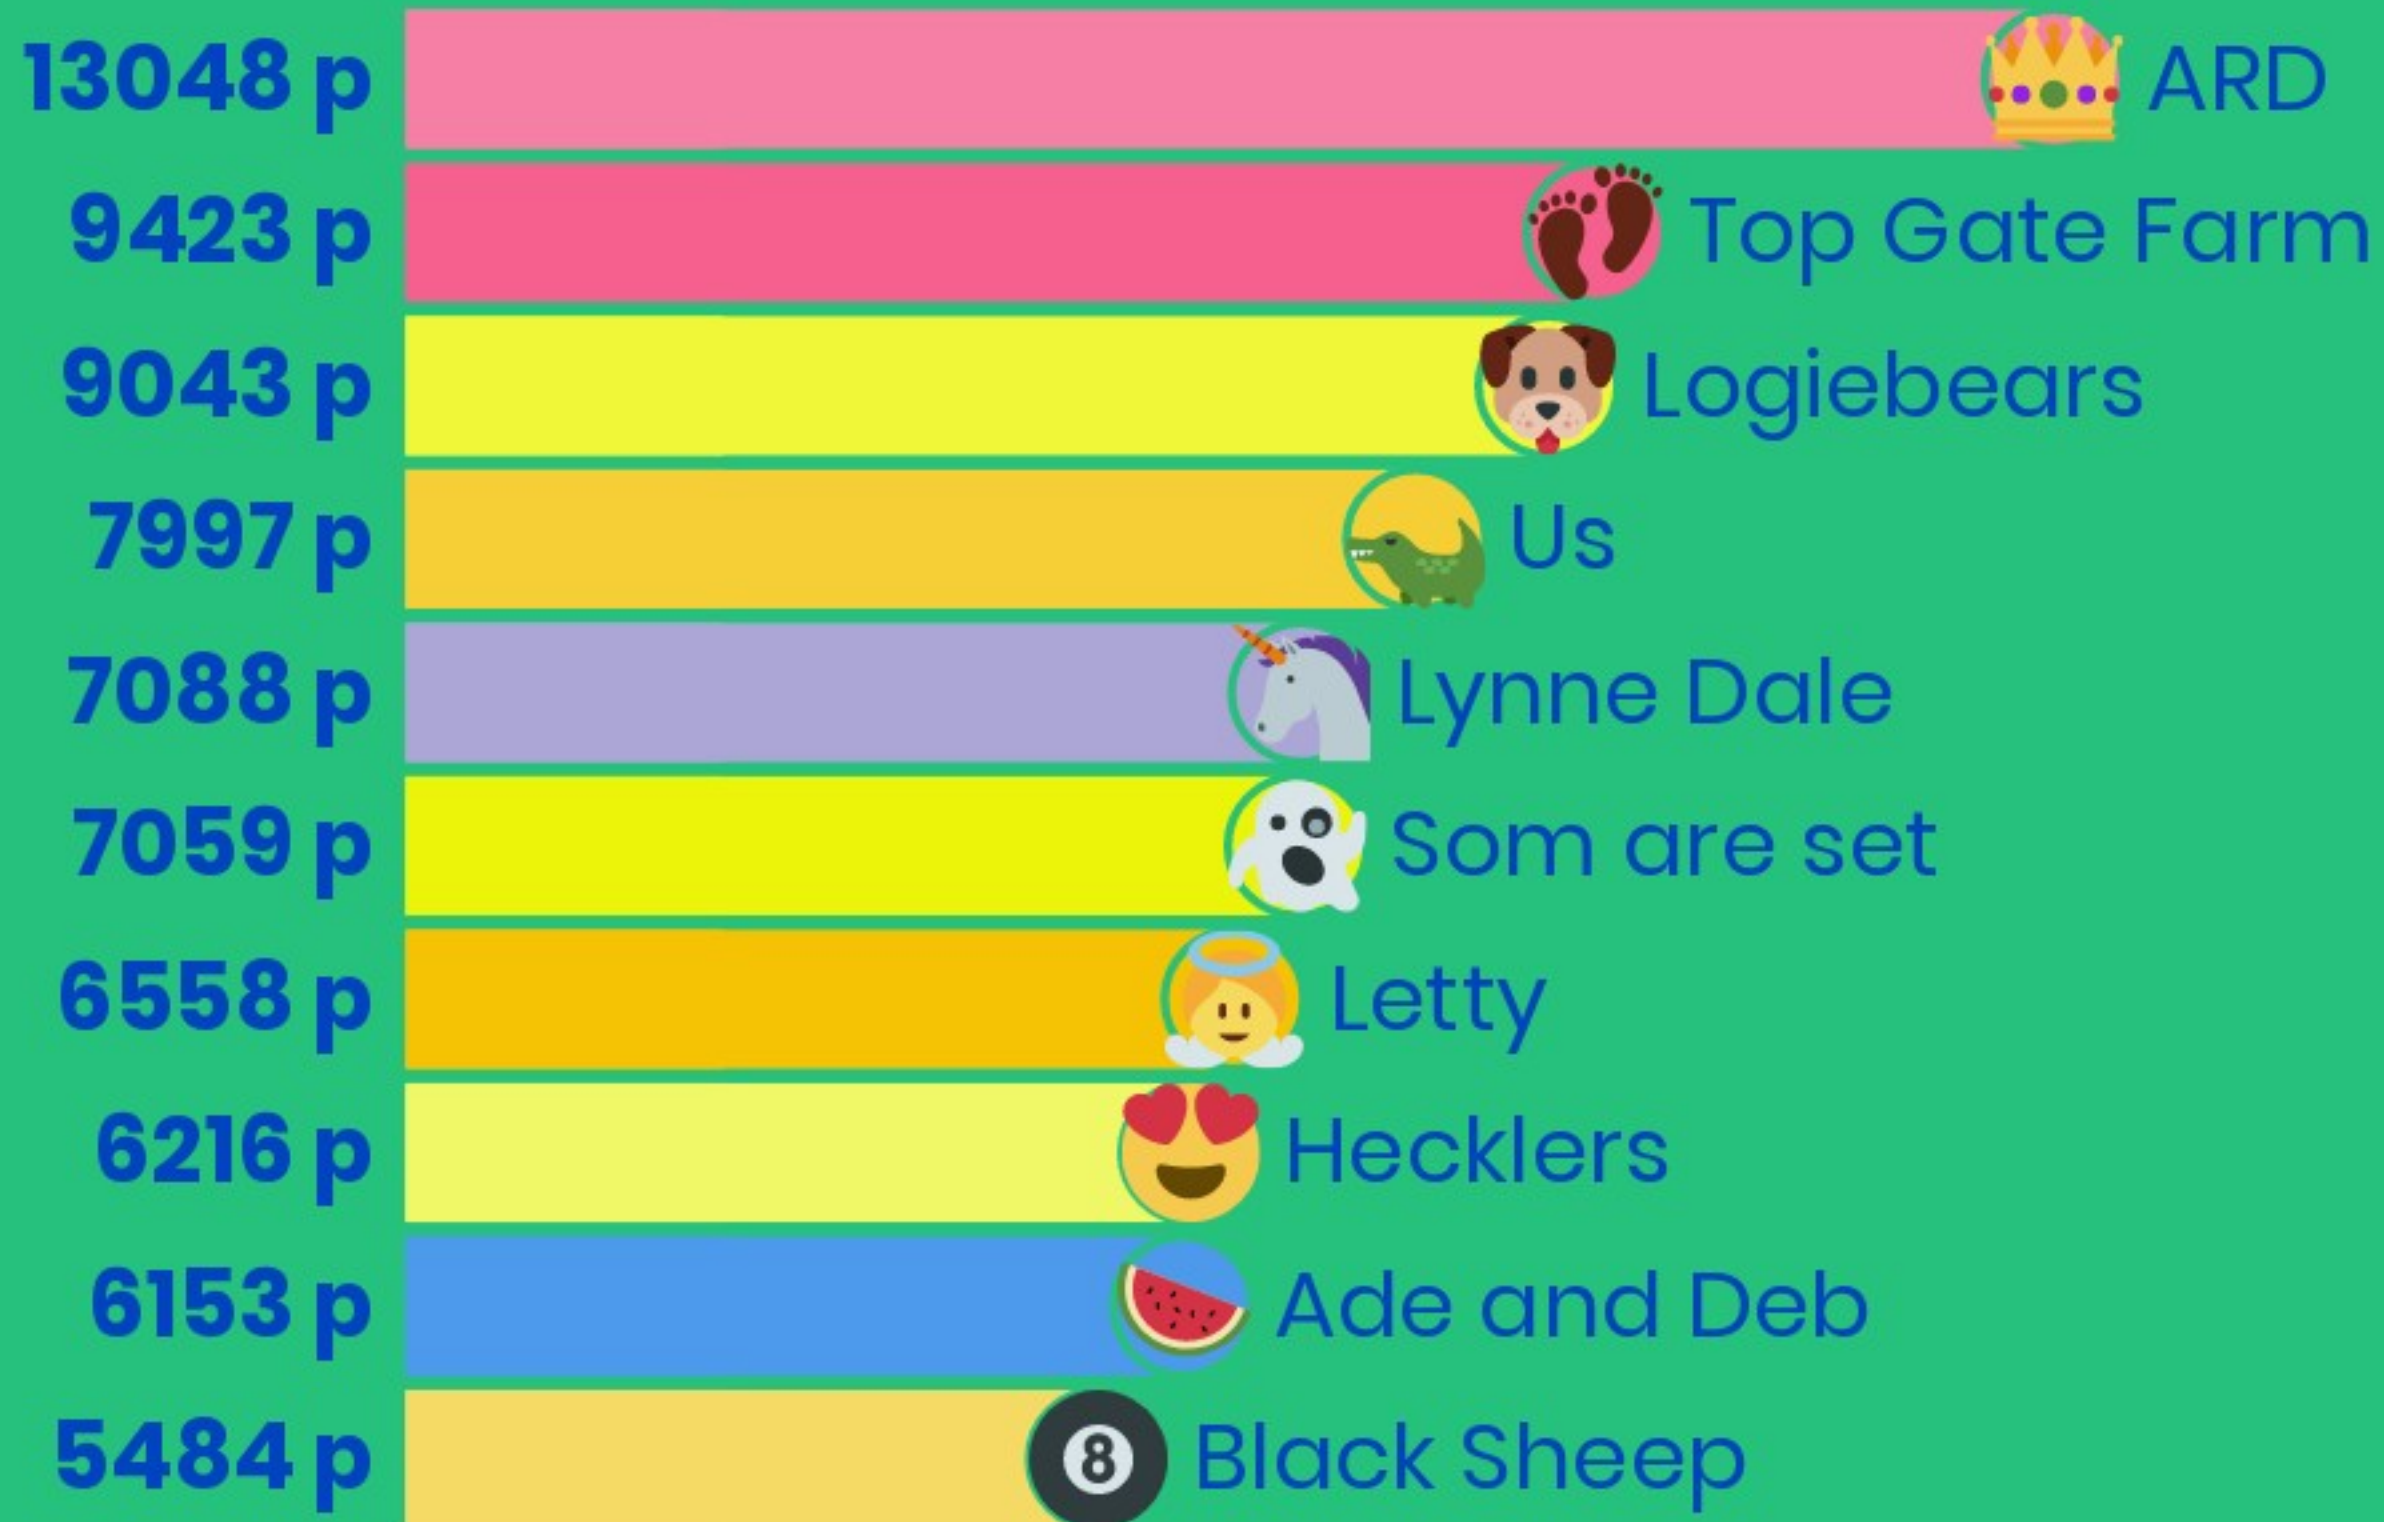 13048 p ARD
9423 p Top Gate Farm
9043 p Logiebears
7997 p Us
7088 p Lynne Dale
7059 p Som are set
6558 p Letty
6216 p Hecklers
6153 p Ade and Deb
5484 p 8 Black Sheep